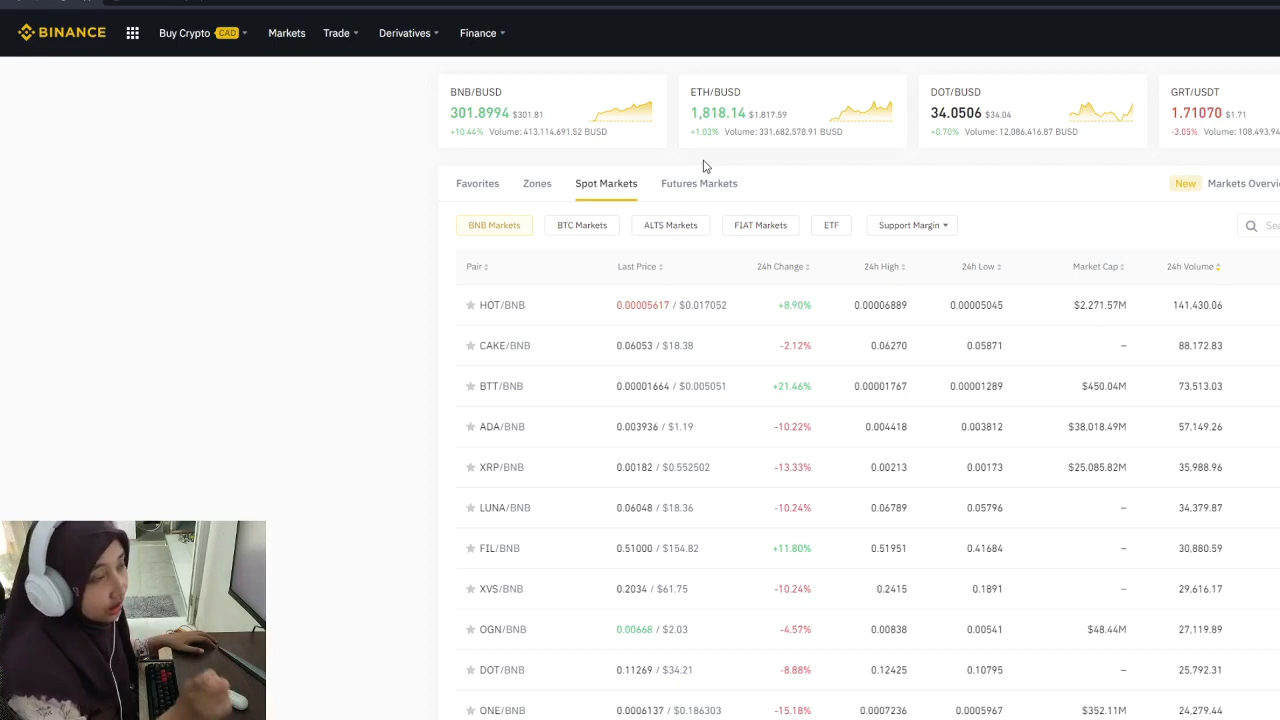 BINANCE Buy Crypto CAD Markets Trade Derivatives Finance
BNB/BUSD ETH/BUSD DOT/BUSD GRT/USDT
301.8994 $301.81 1,818.14 $1,817.59 34.0506 $34.04 1.71070 $1.71
+10.44% Volume: 413,114,691.52 BUSD +1.03% Volume: 331,682,578.91 BUSD +0.70% Volume: 12,086,416.87 BUSD -3.05% Volume: 108,493,94
Favorites Zones Spot Markets Futures Markets New Markets Overvi
BNB Markets BTC Markets ALTS Markets FIAT Markets ETF Support Margin Sea
Pair Last Price 24h Change 24h High 24h Low Market Cap 24h Volume
HOT/BNB 0.00005617 / $0.017052 +8.90% 0.00006889 0.00005045 $2,271.57M 141,430.06
CAKE/BNB 0.06053 / $18.38 -2.12% 0.06270 0.05871 – 88,172.83
BTT/BNB 0.00001664 / $0.005051 +21.46% 0.00001767 0.00001289 $450.04M 73,513.03
ADA/BNB 0.003936 / $1.19 -10.22% 0.004418 0.003812 $38,018.49M 57,149.26
XRP/BNB 0.00182 / $0.552502 -13.33% 0.00213 0.00173 $25,085.82M 35,988.96
LUNA/BNB 0.06048 / $18.36 -10.24% 0.06789 0.05796 – 34,379.87
FIL/BNB 0.51000 / $154.82 +11.80% 0.51951 0.41684 – 30,880.59
XVS/BNB 0.2034 / $61.75 -10.24% 0.2415 0.1891 – 29,616.17
OGN/BNB 0.00668 / $2.03 -4.57% 0.00838 0.00541 $48.44M 27,119.89
DOT/BNB 0.11269 / $34.21 -8.88% 0.12425 0.10795 – 25,792.31
ONE/BNB 0.0006137 / $0.186303 -15.18% 0.0007236 0.0005967 $352.11M 24,279.44